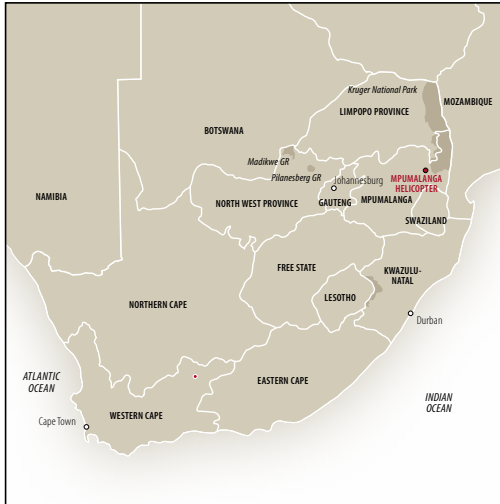 Kruger National Park
MOZAMBIQUE
LIMPOPO PROVINCE
BOTSWANA
Madikwe GR
Pilanesberg GR
Johannesburg
MPUMALANGA
HELICOPTER
NAMIBIA
NORTH WEST PROVINCE
GAUTENG
MPUMALANGA
SWAZILAND
FREE STATE
KWAZULU-
NATAL
LESOTHO
NORTHERN CAPE
Durban
ATLANTIC
OCEAN
EASTERN CAPE
INDIAN
OCEAN
WESTERN CAPE
Cape Town